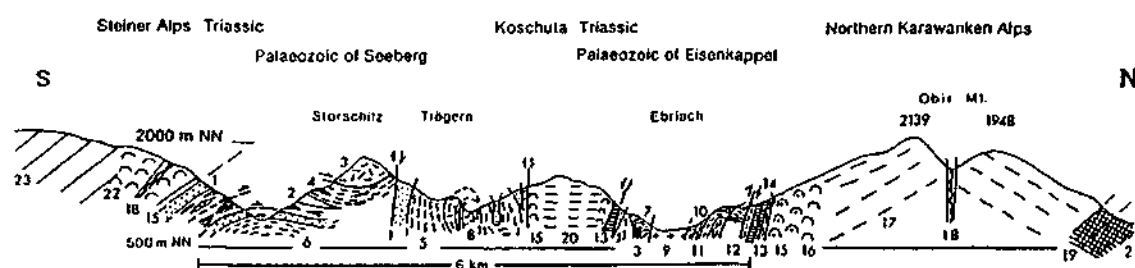 Steiner Alps Triassic Koschuta Triassic Northern Karawanken Alps
Palaeozoic of Seeberg Palaeozoic of Eisenkappel
S N
Obir Mt.
Storschitz Trögern Ebriach 2139 1948
2000 m NN
23 22 18 15 1 2 4 3
6 5 8 15 20 13 3 7 9 10 11 12 13 14 15 16 17 18 19 2
500 m NN
6 km